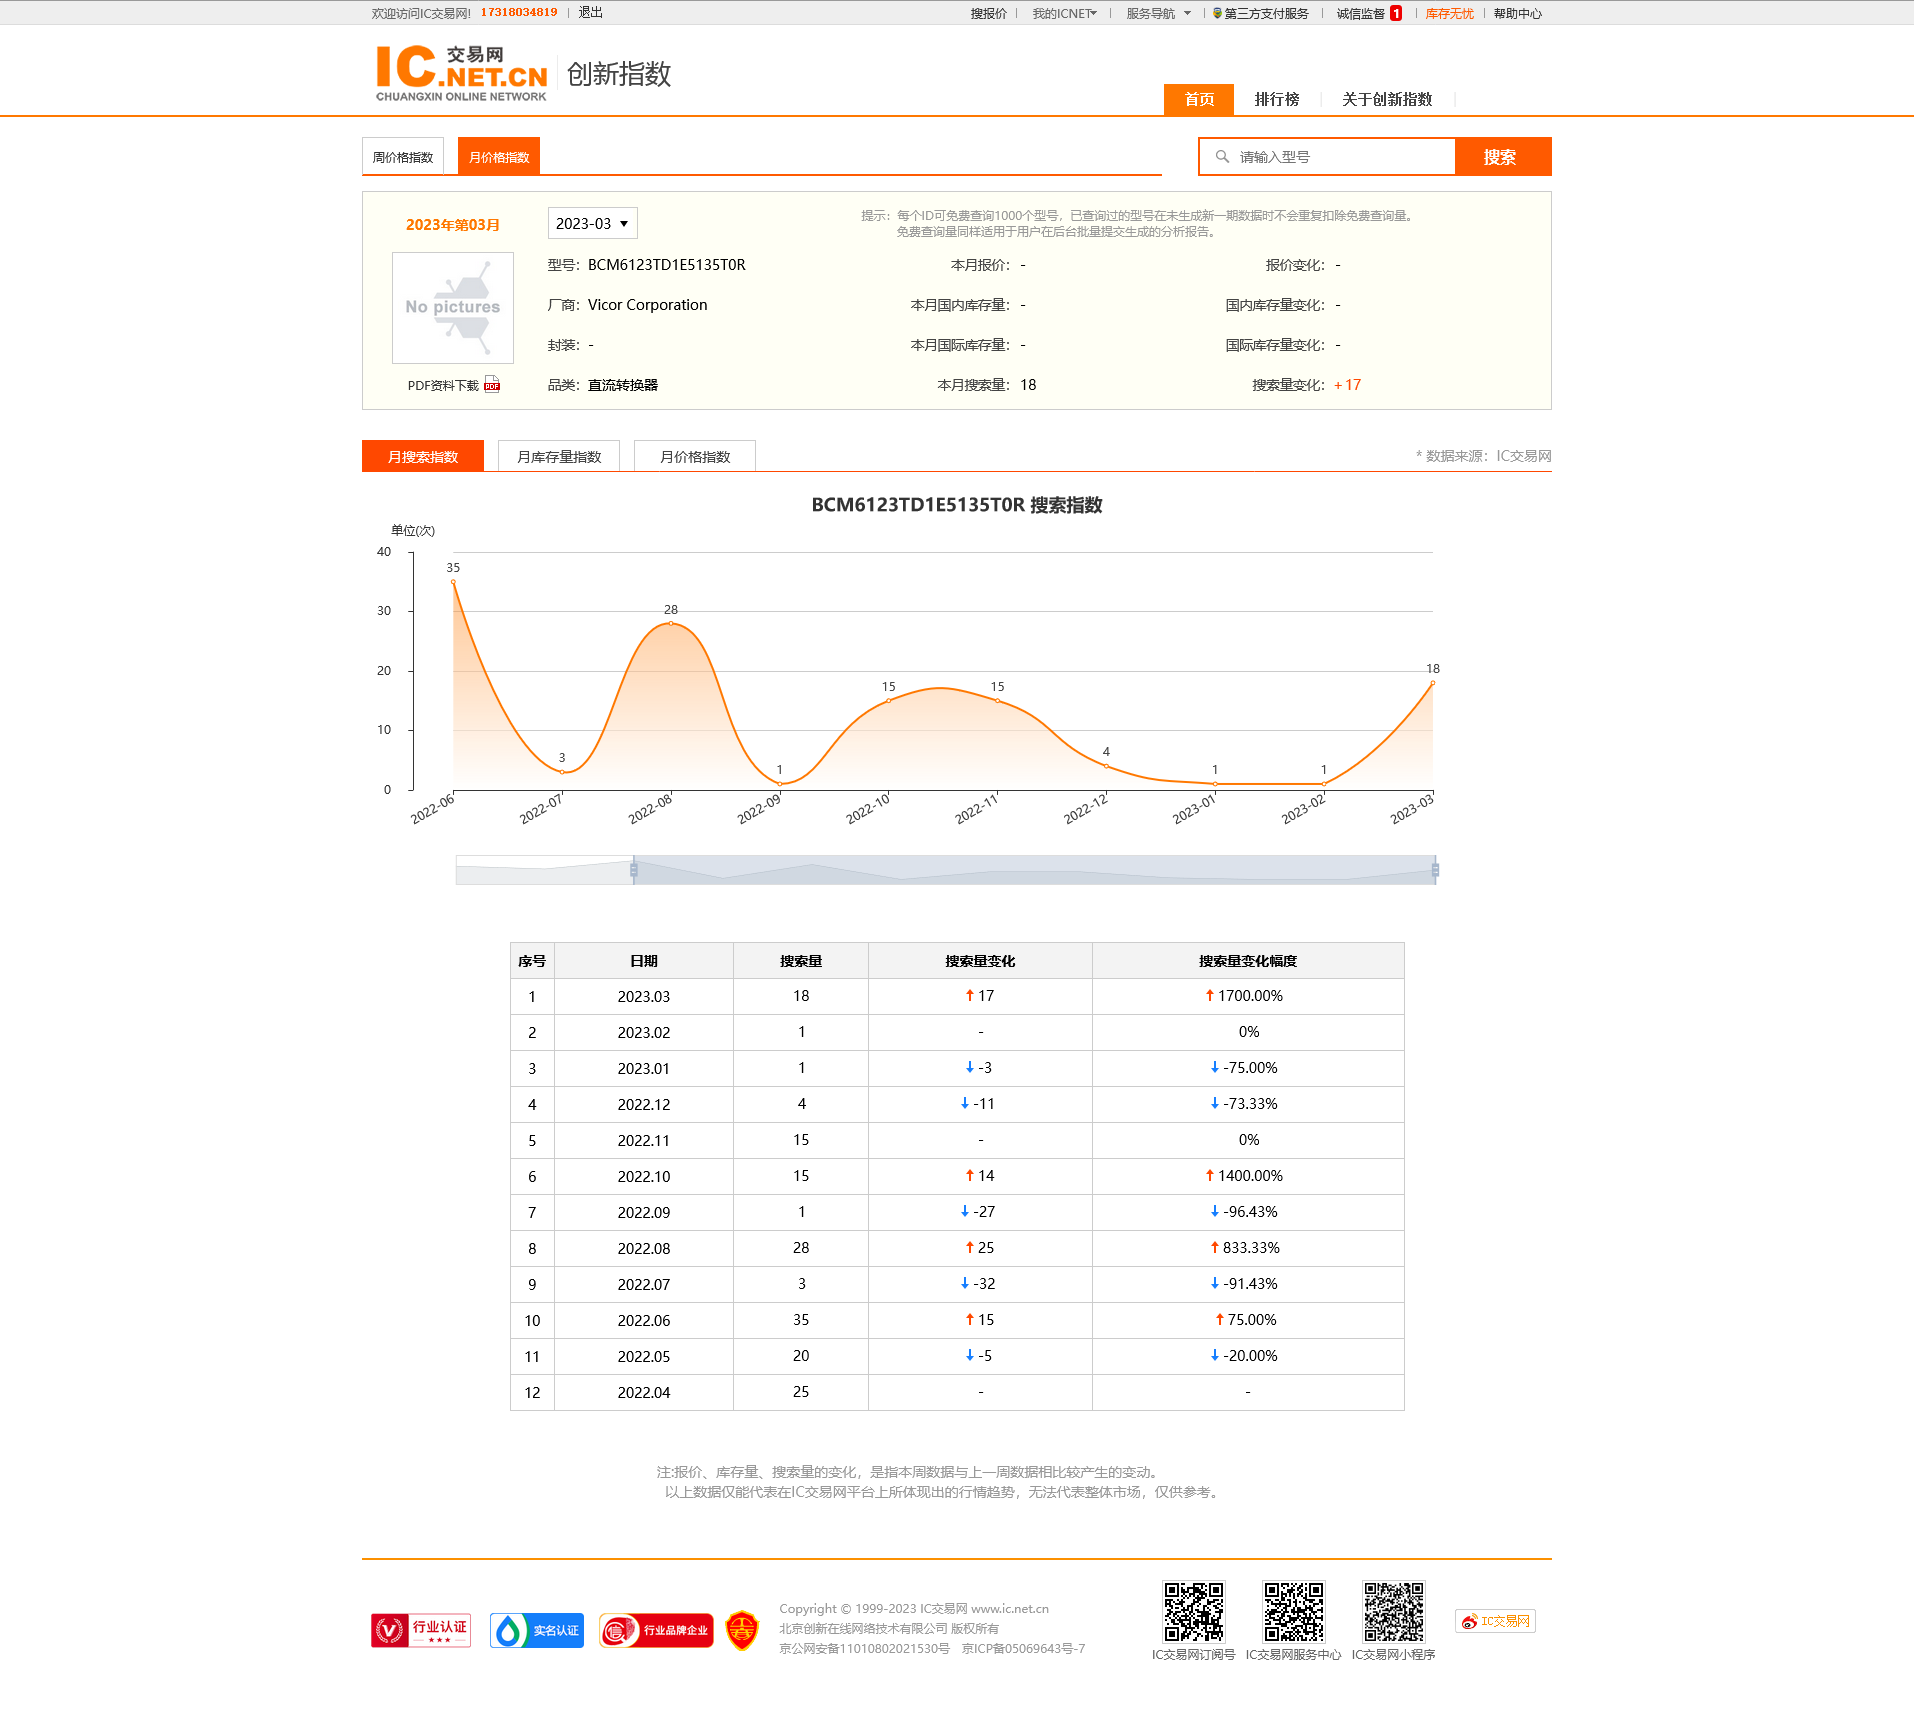 欢迎访问IC交易网! 17318034819 退出 搜报价 我的ICNET 服务导航 第三方支付服务 诚信监督 1 库存无忧 帮助中心
IC 交易网 .NET.CN 创新指数
CHUANGXIN ONLINE NETWORK
首页 排行榜 关于创新指数
周价格指数 月价格指数 请输入型号 搜索
2023年第03月 2023-03
提示：每个ID可免费查询1000个型号，已查询过的型号在未生成新一期数据时不会重复扣除免费查询量。
免费查询量同样适用于用户在后台批量提交生成的分析报告。
型号： BCM6123TD1E5135T0R 本月报价： - 报价变化： -
No pictures
厂商： Vicor Corporation 本月国内库存量： - 国内库存量变化： -
封装： - 本月国际库存量： - 国际库存量变化： -
PDF资料下载 PDF 品类： 直流转换器 本月搜索量： 18 搜索量变化： +17
月搜索指数 月库存量指数 月价格指数 * 数据来源：IC交易网
BCM6123TD1E5135T0R 搜索指数
单位(次)
40
35
30
28
20
18
15 15
10
4
3
1 1 1
0
2022-06 2022-07 2022-08 2022-09 2022-10 2022-11 2022-12 2023-01 2023-02 2023-03
序号 日期 搜索量 搜索量变化 搜索量变化幅度
1 2023.03 18 ↑ 17 ↑ 1700.00%
2 2023.02 1 - 0%
3 2023.01 1 ↓ -3 ↓ -75.00%
4 2022.12 4 ↓ -11 ↓ -73.33%
5 2022.11 15 - 0%
6 2022.10 15 ↑ 14 ↑ 1400.00%
7 2022.09 1 ↓ -27 ↓ -96.43%
8 2022.08 28 ↑ 25 ↑ 833.33%
9 2022.07 3 ↓ -32 ↓ -91.43%
10 2022.06 35 ↑ 15 ↑ 75.00%
11 2022.05 20 ↓ -5 ↓ -20.00%
12 2022.04 25 - -
注:报价、库存量、搜索量的变化，是指本周数据与上一周数据相比较产生的变动。
以上数据仅能代表在IC交易网平台上所体现出的行情趋势，无法代表整体市场，仅供参考。
行业认证 实名认证 行业品牌企业
Copyright © 1999-2023 IC交易网 www.ic.net.cn
北京创新在线网络技术有限公司 版权所有
京公网安备11010802021530号 京ICP备05069643号-7
IC交易网订阅号 IC交易网服务中心 IC交易网小程序
IC交易网